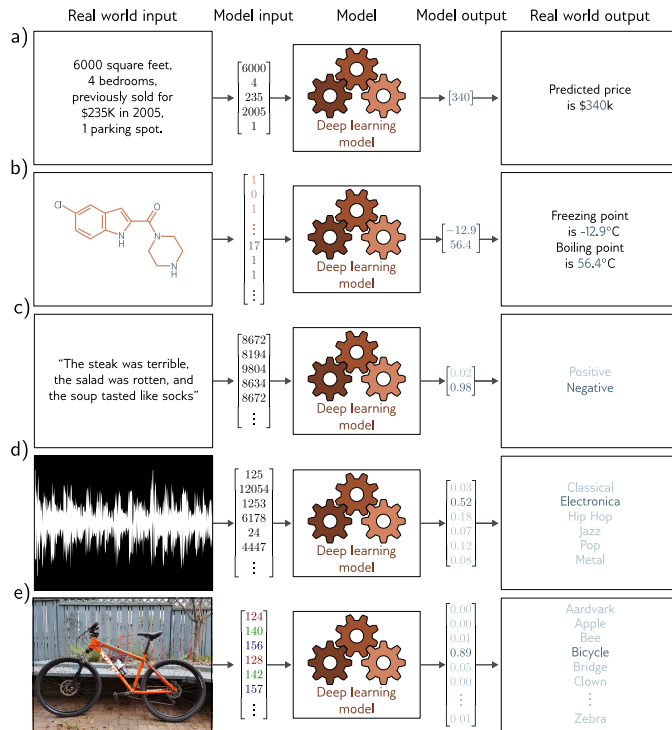 Real world input
Model input
Model
Model output
Real world output
a)
6000 square feet,
4 bedrooms,
previously sold for
$235K in 2005,
1 parking spot.
6000
4
235
2005
1
Deep learning
model
340
Predicted price
is $340k
b)
Cl
O
N
N
H
N
H
1
0
1
⋮
17
1
1
⋮
Deep learning
model
-12.9
56.4
Freezing point
is -12.9°C
Boiling point
is 56.4°C
c)
“The steak was terrible,
the salad was rotten, and
the soup tasted like socks”
8672
8194
9804
8634
8672
⋮
Deep learning
model
0.02
0.98
Positive
Negative
d)
125
12054
1253
6178
24
4447
⋮
Deep learning
model
0.03
0.52
0.18
0.07
0.12
0.08
Classical
Electronica
Hip Hop
Jazz
Pop
Metal
e)
124
140
156
128
142
157
⋮
Deep learning
model
0.00
0.00
0.01
0.89
0.05
0.00
⋮
0.01
Aardvark
Apple
Bee
Bicycle
Bridge
Clown
⋮
Zebra